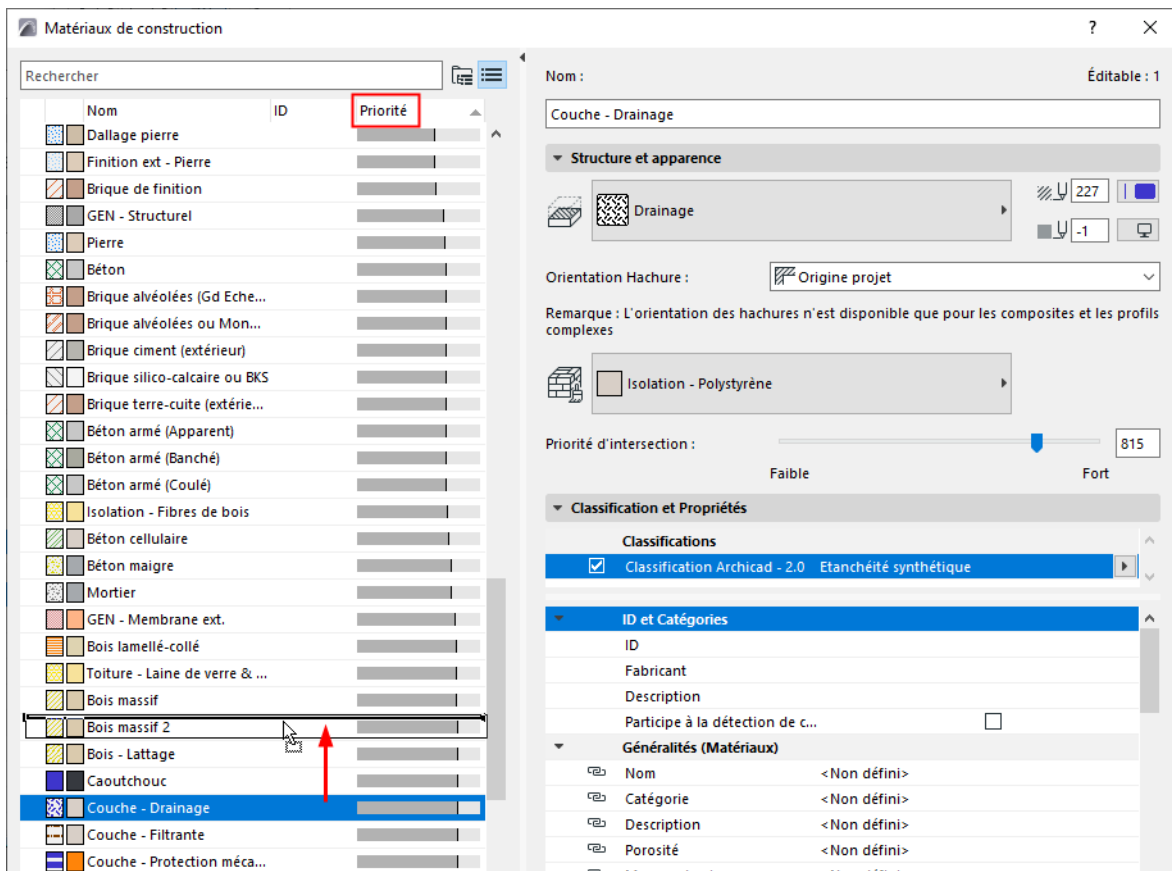 Matériaux de construction
?
Rechercher
Nom ID Priorité
Dallage pierre
Finition ext - Pierre
Brique de finition
GEN - Structurel
Pierre
Béton
Brique alvéolées (Gd Eche...
Brique alvéolées ou Mon...
Brique ciment (extérieur)
Brique silico-calcaire ou BKS
Brique terre-cuite (extérie...
Béton armé (Apparent)
Béton armé (Banché)
Béton armé (Coulé)
Isolation - Fibres de bois
Béton cellulaire
Béton maigre
Mortier
GEN - Membrane ext.
Bois lamellé-collé
Toiture - Laine de verre & ...
Bois massif
Bois massif 2
Bois - Lattage
Caoutchouc
Couche - Drainage
Couche - Filtrante
Couche - Protection méca...
Nom : Éditable : 1
Couche - Drainage
Structure et apparence
Drainage
227
-1
Orientation Hachure : Origine projet
Remarque : L'orientation des hachures n'est disponible que pour les composites et les profils
complexes
Isolation - Polystyrène
Priorité d'intersection : 815
Faible Fort
Classification et Propriétés
Classifications
Classification Archicad - 2.0 Etanchéité synthétique
ID et Catégories
ID
Fabricant
Description
Participe à la détection de c...
Généralités (Matériaux)
Nom <Non défini>
Catégorie <Non défini>
Description <Non défini>
Porosité <Non défini>